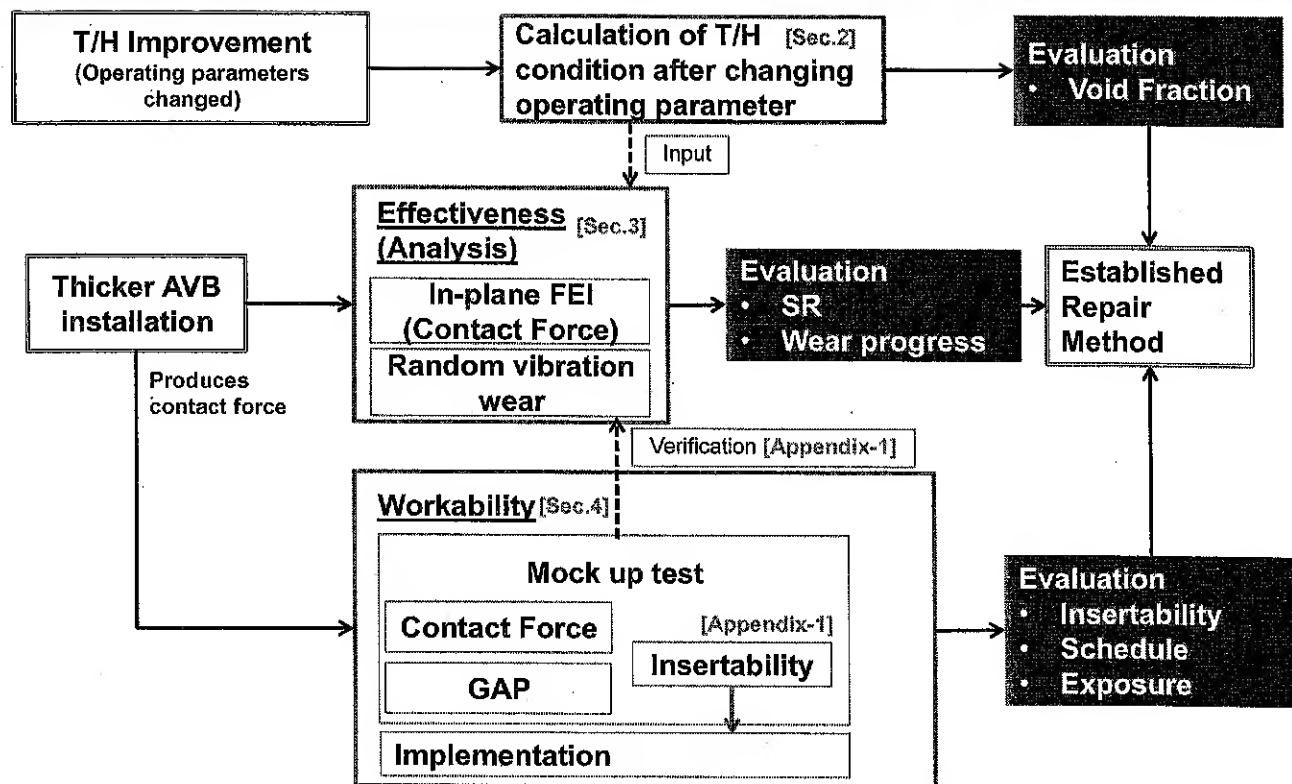 T/H Improvement
(Operating parameters
changed)
Calculation of T/H [Sec.2]
condition after changing
operating parameter
Evaluation
• Void Fraction
Input
Effectiveness [Sec.3]
(Analysis)
In-plane FEI
(Contact Force)
Random vibration
wear
Thicker AVB
installation
Produces
contact force
Evaluation
• SR
• Wear progress
Established
Repair
Method
Verification [Appendix-1]
Workability [Sec.4]
Mock up test
Contact Force
GAP
[Appendix-1]
Insertability
Implementation
Evaluation
• Insertability
• Schedule
• Exposure